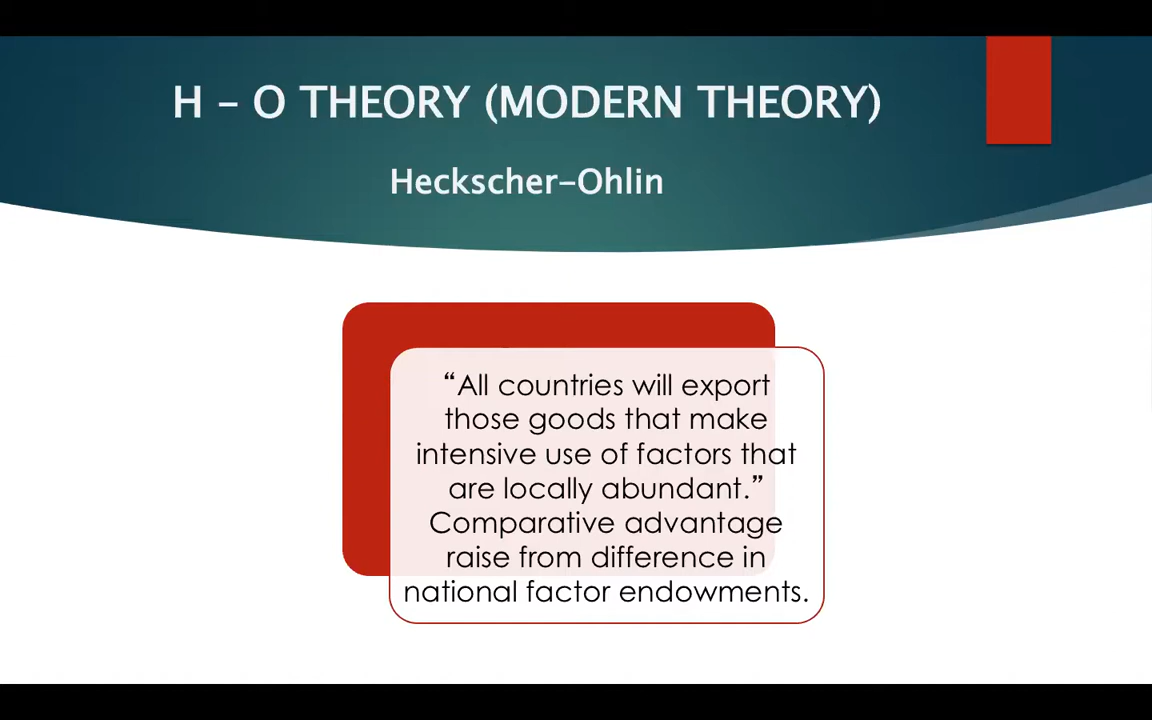 H – O THEORY (MODERN THEORY)
Heckscher–Ohlin
“All countries will export
those goods that make
intensive use of factors that
are locally abundant.”
Comparative advantage
raise from difference in
national factor endowments.